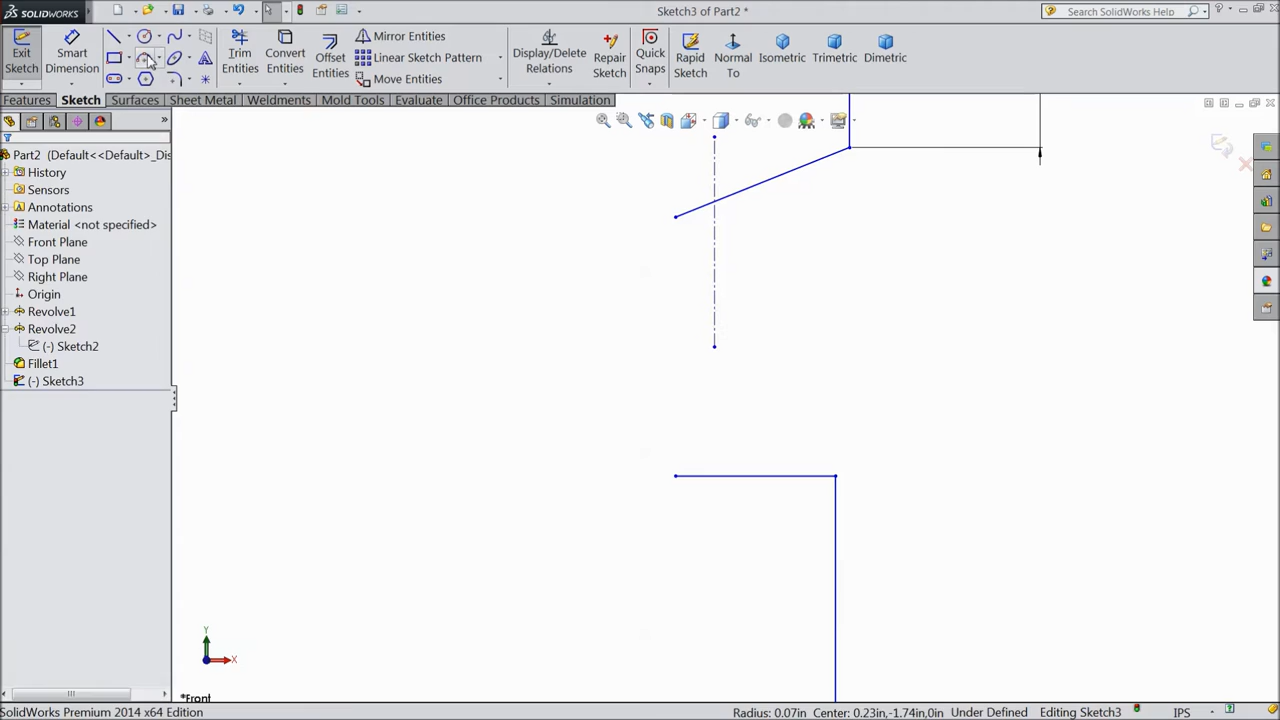 SOLIDWORKS
Sketch3 of Part2 *
Search SolidWorks Help
Exit Sketch
Smart Dimension
Trim Entities
Convert Entities
Offset Entities
Mirror Entities
Linear Sketch Pattern
Move Entities
Display/Delete Relations
Repair Sketch
Quick Snaps
Rapid Sketch
Normal To
Isometric
Trimetric
Dimetric
Features
Sketch
Surfaces
Sheet Metal
Weldments
Mold Tools
Evaluate
Office Products
Simulation
Part2 (Default<<Default>_Dis
History
Sensors
Annotations
Material <not specified>
Front Plane
Top Plane
Right Plane
Origin
Revolve1
Revolve2
(-) Sketch2
Fillet1
(-) Sketch3
Y
X
*Front
SolidWorks Premium 2014 x64 Edition
Radius: 0.07in Center: 0.23in,-1.74in,0in Under Defined Editing Sketch3 IPS